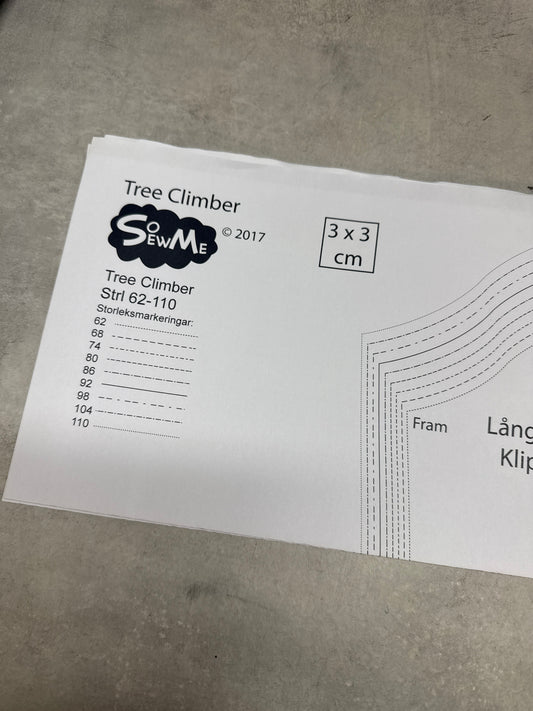 Tree Climber
SO
SEWME
© 2017
3 x 3
cm
Tree Climber
Strl 62-110
Storleksmarkeringar:
62
68
74
80
86
92
98
104
110
Fram
Lång
Klip